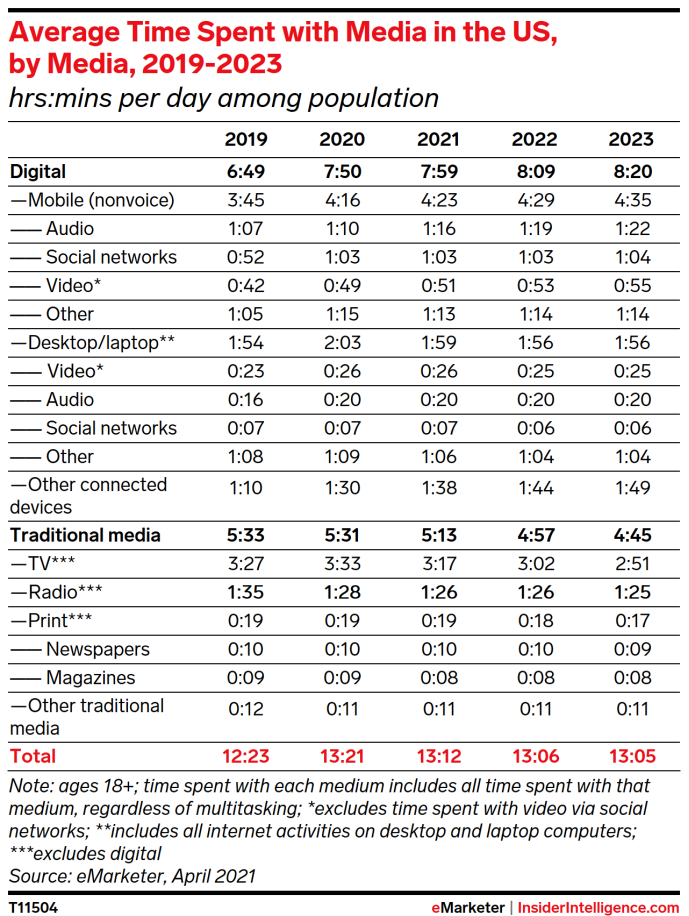 Average Time Spent with Media in the US,
by Media, 2019-2023
hrs:mins per day among population
2019 2020 2021 2022 2023
Digital 6:49 7:50 7:59 8:09 8:20
—Mobile (nonvoice) 3:45 4:16 4:23 4:29 4:35
—— Audio 1:07 1:10 1:16 1:19 1:22
—— Social networks 0:52 1:03 1:03 1:03 1:04
—— Video* 0:42 0:49 0:51 0:53 0:55
—— Other 1:05 1:15 1:13 1:14 1:14
—Desktop/laptop** 1:54 2:03 1:59 1:56 1:56
—— Video* 0:23 0:26 0:26 0:25 0:25
—— Audio 0:16 0:20 0:20 0:20 0:20
—— Social networks 0:07 0:07 0:07 0:06 0:06
—— Other 1:08 1:09 1:06 1:04 1:04
—Other connected
devices 1:10 1:30 1:38 1:44 1:49
Traditional media 5:33 5:31 5:13 4:57 4:45
—TV*** 3:27 3:33 3:17 3:02 2:51
—Radio*** 1:35 1:28 1:26 1:26 1:25
—Print*** 0:19 0:19 0:19 0:18 0:17
—— Newspapers 0:10 0:10 0:10 0:10 0:09
—— Magazines 0:09 0:09 0:08 0:08 0:08
—Other traditional
media 0:12 0:11 0:11 0:11 0:11
Total 12:23 13:21 13:12 13:06 13:05
Note: ages 18+; time spent with each medium includes all time spent with that
medium, regardless of multitasking; *excludes time spent with video via social
networks; **includes all internet activities on desktop and laptop computers;
***excludes digital
Source: eMarketer, April 2021
T11504 eMarketer | InsiderIntelligence.com